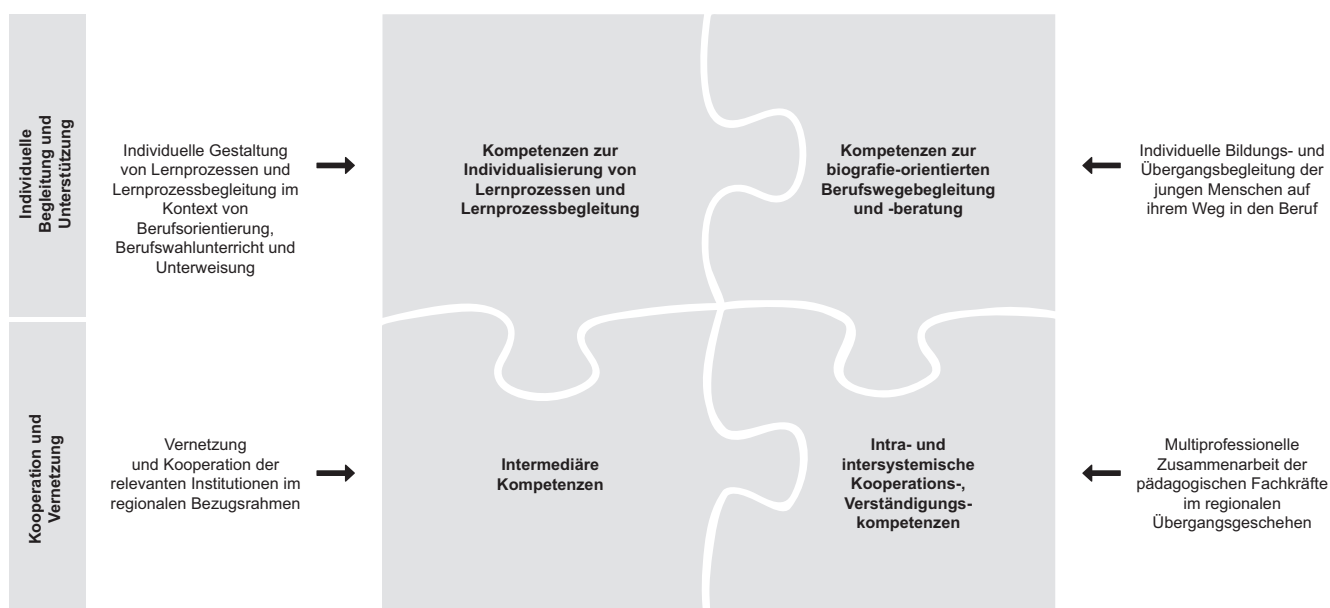 Individuelle
Begleitung und
Unterstützung
Individuelle Gestaltung
von Lernprozessen und
Lernprozessbegleitung im
Kontext von
Berufsorientierung,
Berufswahlunterricht und
Unterweisung
Kompetenzen zur
Individualisierung von
Lernprozessen und
Lernprozessbegleitung
Kompetenzen zur
biografie-orientierten
Berufswegebegleitung
und -beratung
Individuelle Bildungs- und
Übergangsbegleitung der
jungen Menschen auf
ihrem Weg in den Beruf
Kooperation und
Vernetzung
Vernetzung
und Kooperation der
relevanten Institutionen im
regionalen Bezugsrahmen
Intermediäre
Kompetenzen
Intra- und
intersystemische
Kooperations-,
Verständigungs-
kompetenzen
Multiprofessionelle
Zusammenarbeit der
pädagogischen Fachkräfte
im regionalen
Übergangsgeschehen